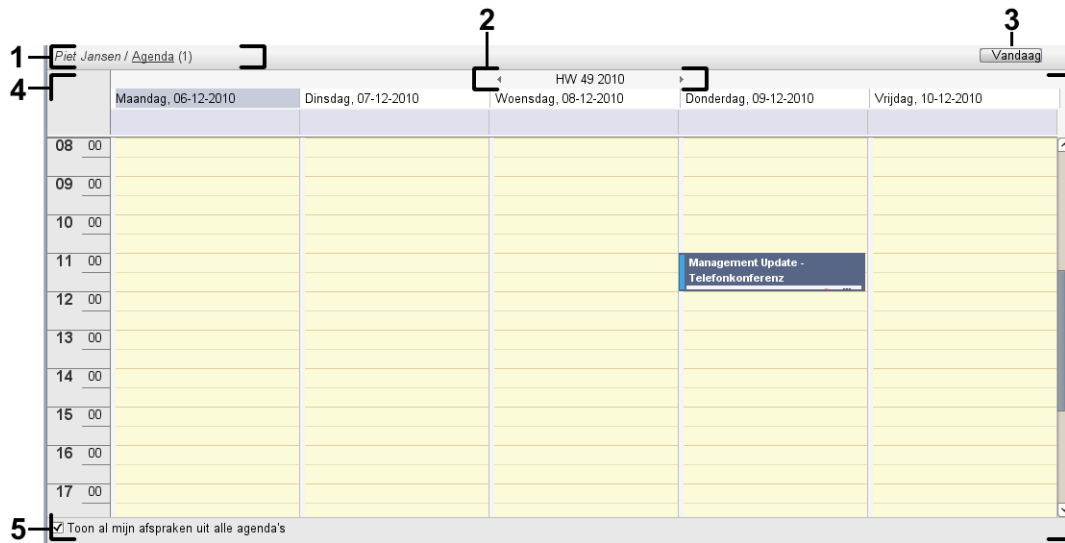 2
3
1
Piet Jansen / Agenda (1)
Vandaag
4
HW 49 2010
Maandag, 06-12-2010 Dinsdag, 07-12-2010 Woensdag, 08-12-2010 Donderdag, 09-12-2010 Vrijdag, 10-12-2010
08 00
09 00
10 00
11 00
Management Update -
Telefonkonferenz
12 00
13 00
14 00
15 00
16 00
17 00
5
Toon al mijn afspraken uit alle agenda's